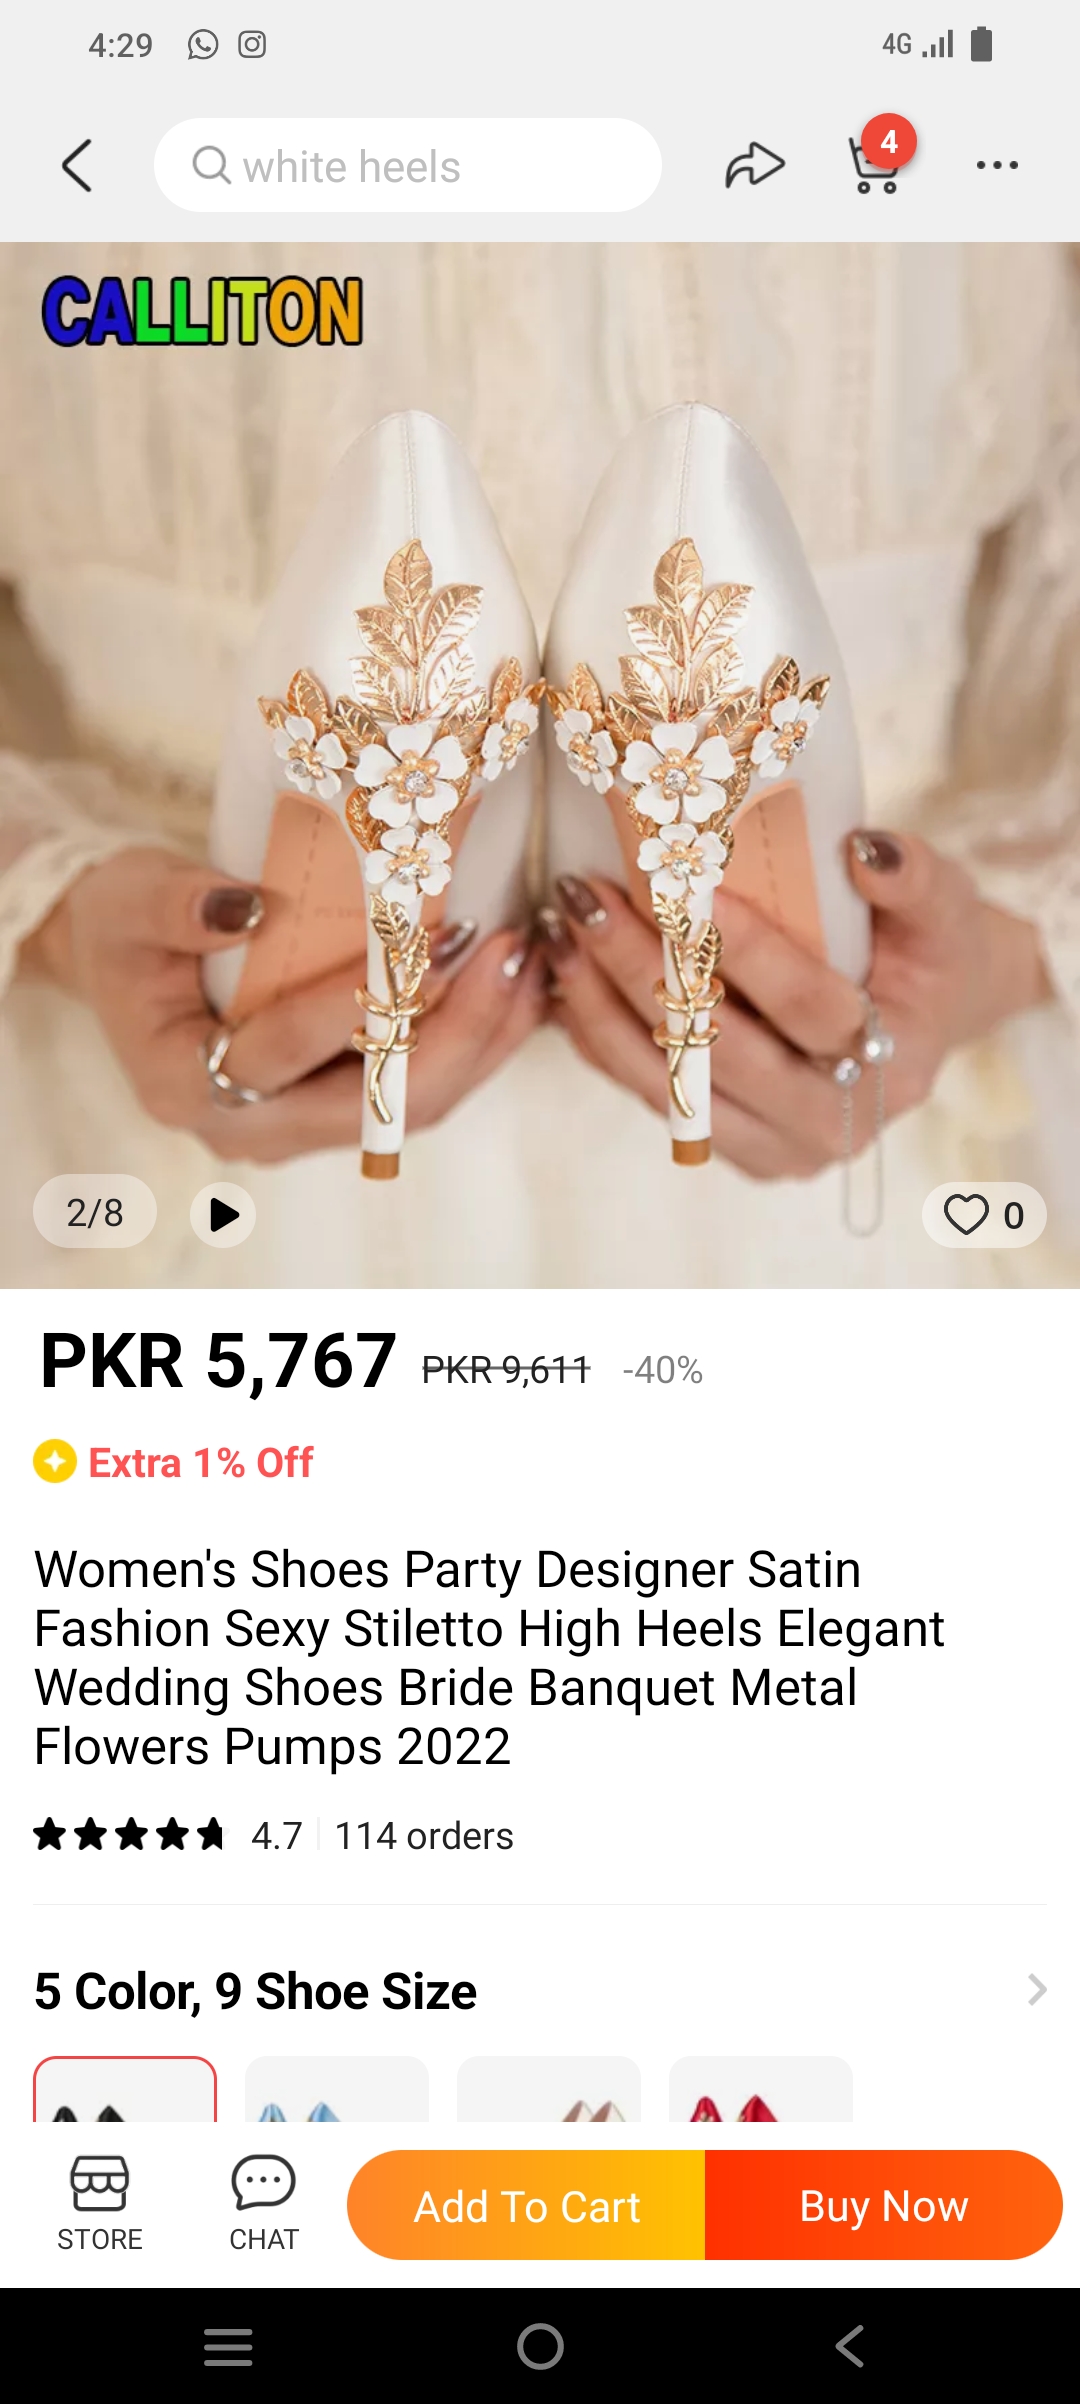 4:29
4G
white heels
4
CALLITON
2/8
0
PKR 5,767 PKR 9,611 -40%
Extra 1% Off
Women's Shoes Party Designer Satin
Fashion Sexy Stiletto High Heels Elegant
Wedding Shoes Bride Banquet Metal
Flowers Pumps 2022
4.7 114 orders
5 Color, 9 Shoe Size
STORE
CHAT
Add To Cart
Buy Now